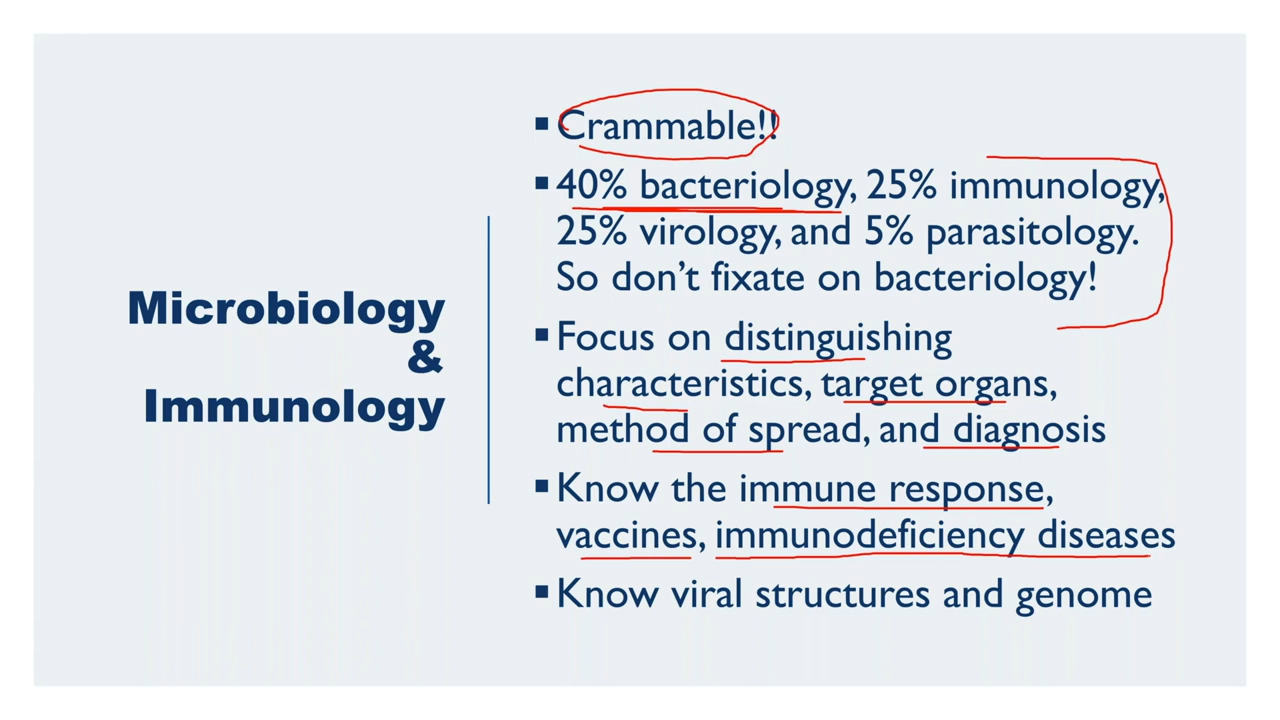 Microbiology
&
Immunology
▪ Crammable!!
▪ 40% bacteriology, 25% immunology,
25% virology, and 5% parasitology.
So don’t fixate on bacteriology!
▪ Focus on distinguishing
characteristics, target organs,
method of spread, and diagnosis
▪ Know the immune response,
vaccines, immunodeficiency diseases
▪ Know viral structures and genome